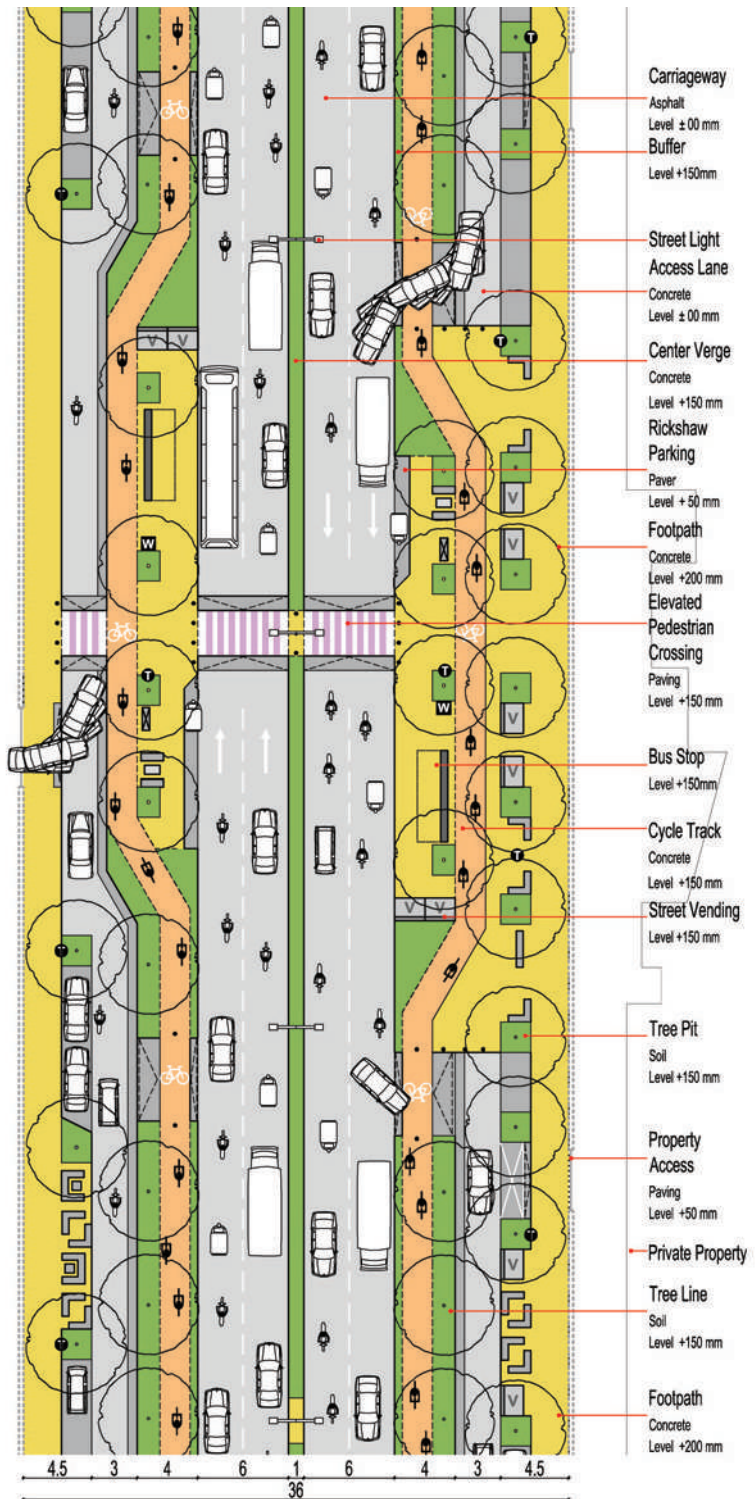 Carriageway
Asphalt
Level ± 00 mm
Buffer
Level +150mm
Street Light
Access Lane
Concrete
Level ± 00 mm
Center Verge
Concrete
Level +150 mm
Rickshaw
Parking
Paver
Level + 50 mm
Footpath
Concrete
Level +200 mm
Elevated
Pedestrian
Crossing
Paving
Level +150 mm
Bus Stop
Level +150mm
Cycle Track
Concrete
Level +150 mm
Street Vending
Level +150 mm
Tree Pit
Soil
Level +150 mm
Property
Access
Paving
Level +50 mm
Private Property
Tree Line
Soil
Level +150 mm
Footpath
Concrete
Level +200 mm
T
T
T
T
V V
V
W
V
T
T
W
V
V
T
V V
T
T
V
T
V
4.5 3 4 6 1 6 4 3 4.5
36